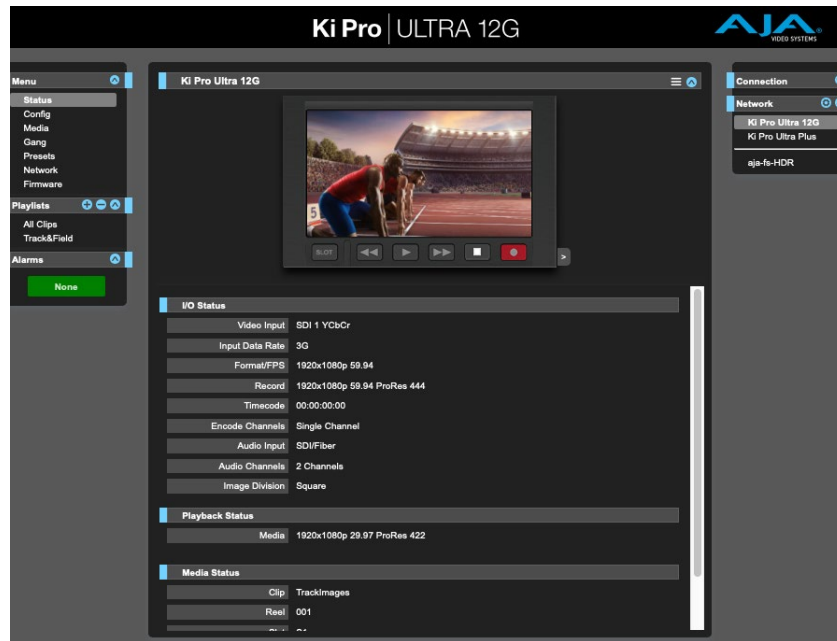 Ki Pro ULTRA 12G
AJA
VIDEO SYSTEMS
Menu
Status
Config
Media
Gang
Presets
Network
Firmware
Playlists
All Clips
Track&Field
Alarms
None
Ki Pro Ultra 12G
5
SLOT
>
I/O Status
Video Input SDI 1 YCbCr
Input Data Rate 3G
Format/FPS 1920x1080p 59.94
Record 1920x1080p 59.94 ProRes 444
Timecode 00:00:00:00
Encode Channels Single Channel
Audio Input SDI/Fiber
Audio Channels 2 Channels
Image Division Square
Playback Status
Media 1920x1080p 29.97 ProRes 422
Media Status
Clip TrackImages
Reel 001
Connection
Network
Ki Pro Ultra 12G
Ki Pro Ultra Plus
aja-fs-HDR